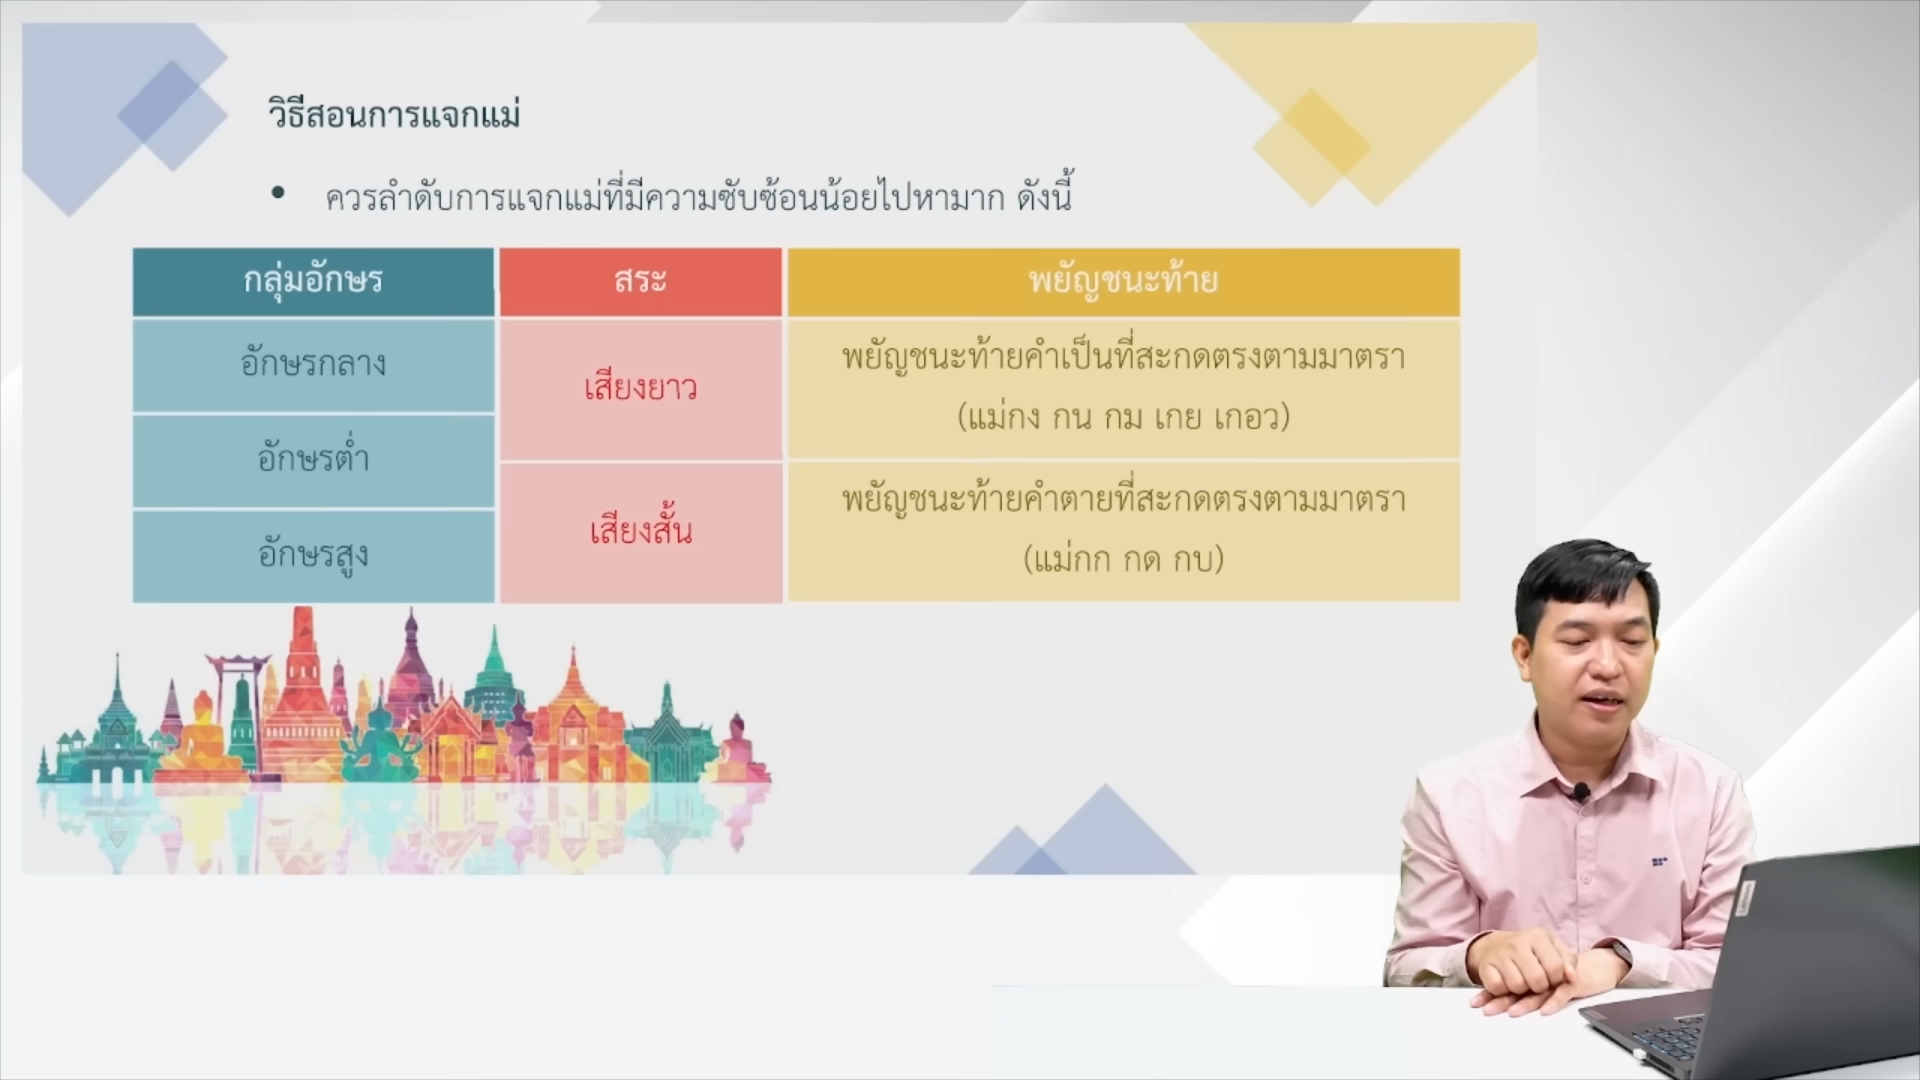 วิธีสอนการแจกแม่
• ควรลำดับการแจกแม่ที่มีความซับซ้อนน้อยไปหามาก ดังนี้
กลุ่มอักษร
สระ
พยัญชนะท้าย
อักษรกลาง
อักษรต่ำ
อักษรสูง
เสียงยาว
เสียงสั้น
พยัญชนะท้ายคำเป็นที่สะกดตรงตามมาตรา
(แม่กง กน กม เกย เกอว)
พยัญชนะท้ายคำตายที่สะกดตรงตามมาตรา
(แม่กก กด กบ)